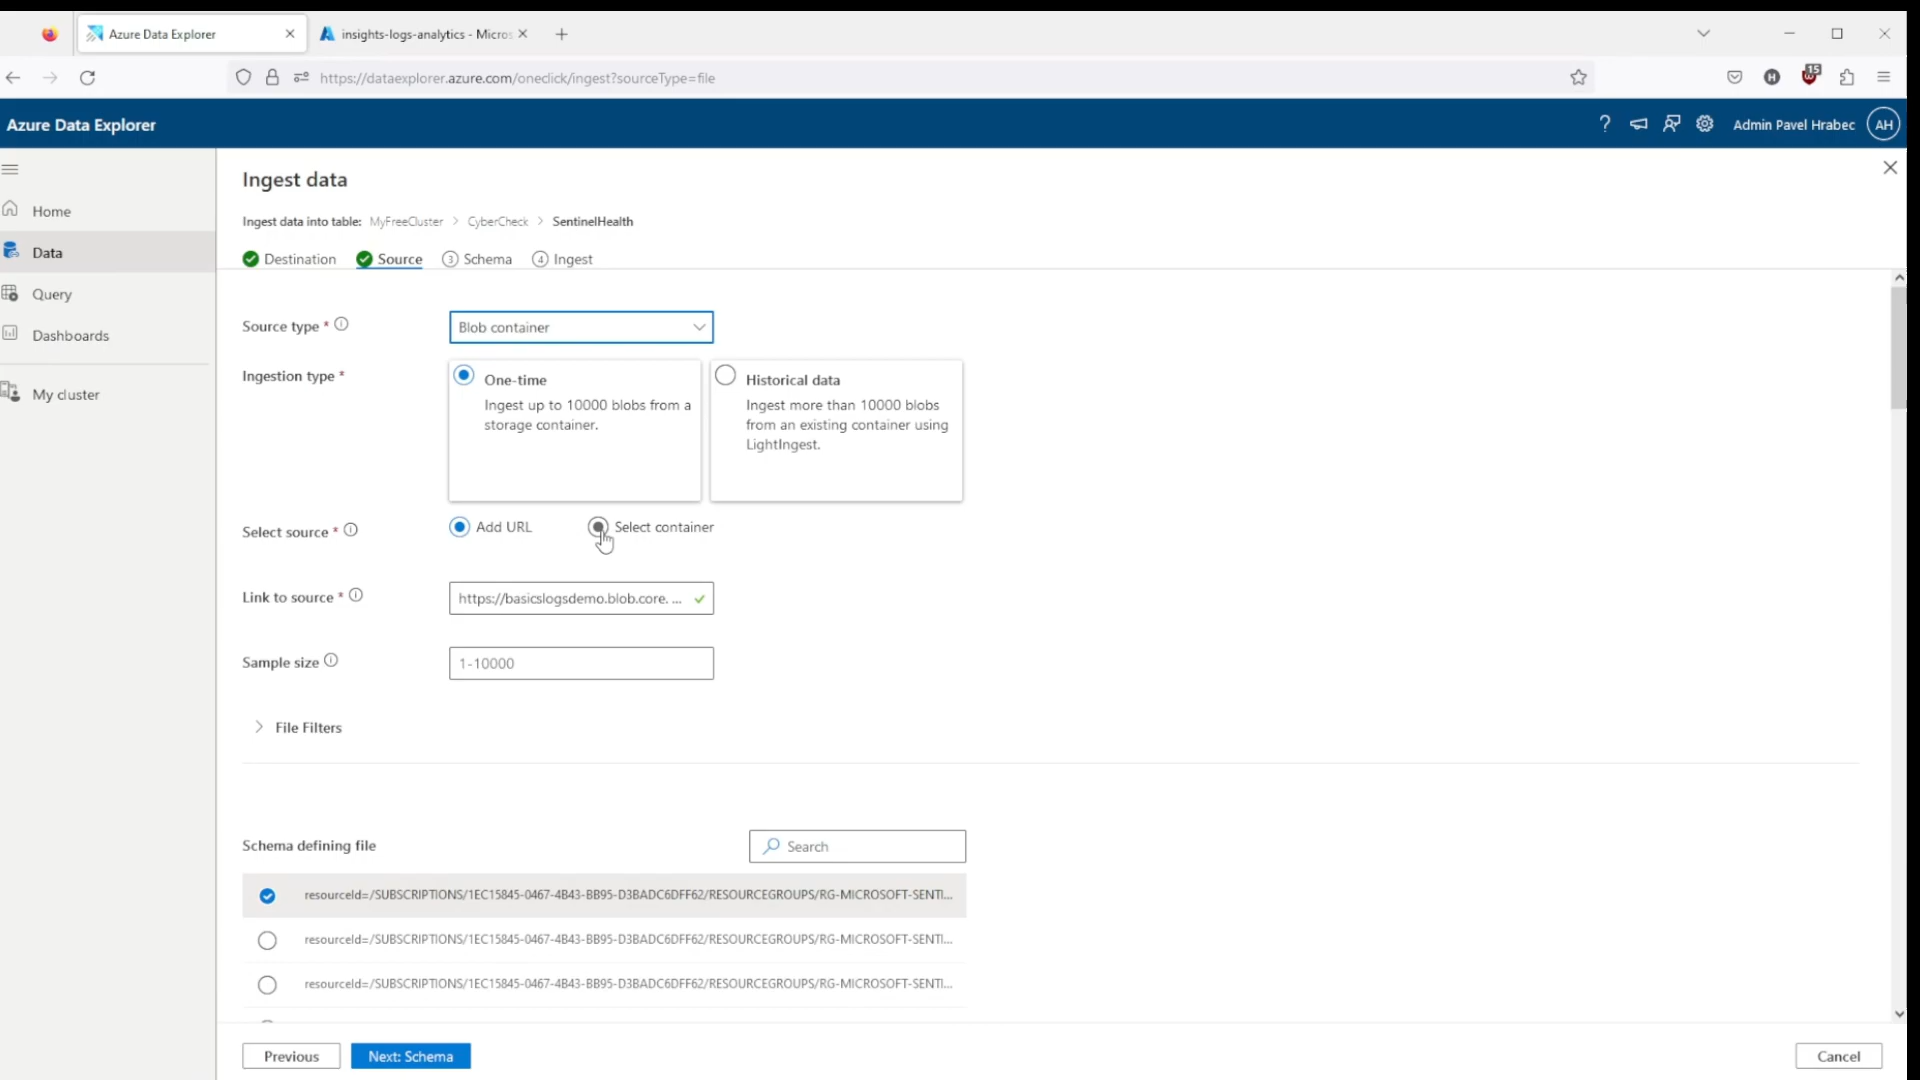 Azure Data Explorer
insights-logs-analytics - Micros
https://dataexplorer.azure.com/oneclick/ingest?sourceType=file
15
H
Azure Data Explorer
Admin Pavel Hrabec
AH
Home
Data
Query
Dashboards
My cluster
Ingest data
Ingest data into table: MyFreeCluster > CyberCheck > SentinelHealth
Destination
Source
3 Schema
4 Ingest
Source type *
Blob container
Ingestion type *
One-time
Ingest up to 10000 blobs from a
storage container.
Historical data
Ingest more than 10000 blobs
from an existing container using
LightIngest.
Select source *
Add URL
Select container
Link to source *
https://basicslogsdemo.blob.core. ...
Sample size
1-10000
File Filters
Schema defining file
Search
resourceId=/SUBSCRIPTIONS/1EC15845-0467-4B43-BB95-D3BADC6DFF62/RESOURCEGROUPS/RG-MICROSOFT-SENTI...
resourceId=/SUBSCRIPTIONS/1EC15845-0467-4B43-BB95-D3BADC6DFF62/RESOURCEGROUPS/RG-MICROSOFT-SENTI...
resourceId=/SUBSCRIPTIONS/1EC15845-0467-4B43-BB95-D3BADC6DFF62/RESOURCEGROUPS/RG-MICROSOFT-SENTI...
Previous
Next: Schema
Cancel